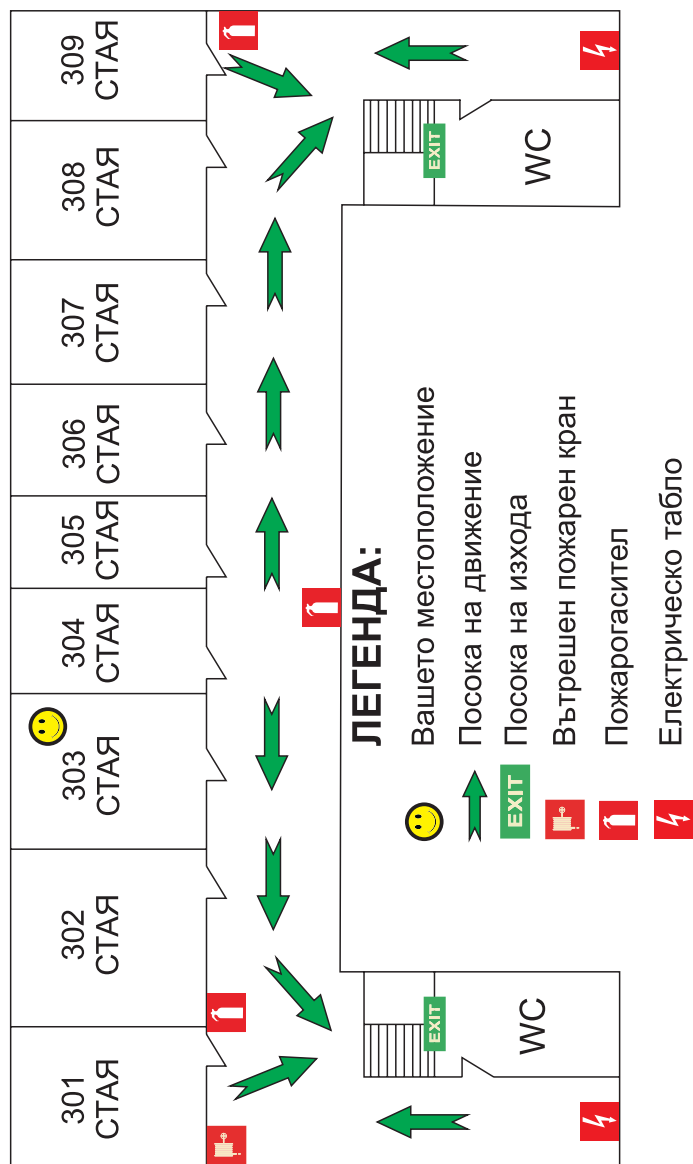 301
СТАЯ
302
СТАЯ
303
СТАЯ
304
СТАЯ
305
СТАЯ
306
СТАЯ
307
СТАЯ
308
СТАЯ
309
СТАЯ
EXIT
WC
EXIT
WC
ЛЕГЕНДА:
Вашето местоположение
Посока на движение
EXIT Посока на изхода
Вътрешен пожарен кран
Пожарогасител
Електрическо табло